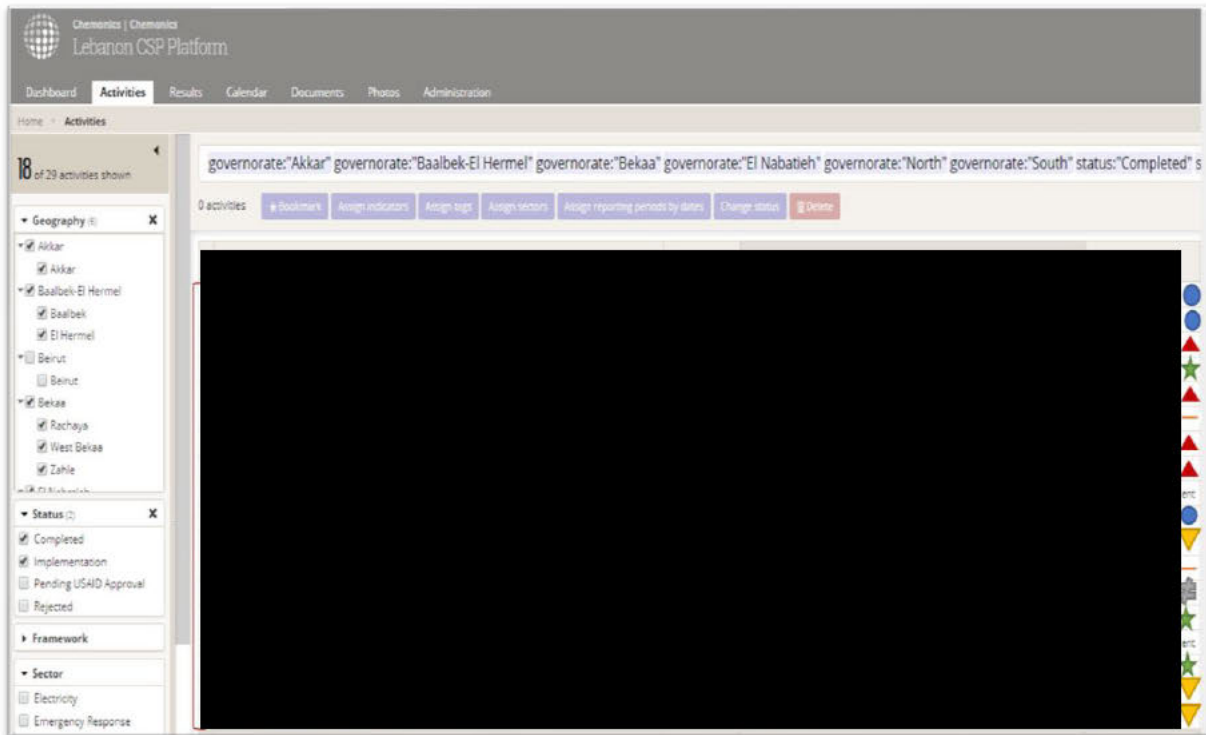 Chemonics | Chemonics
Lebanon CSP Platform
Dashboard Activities Results Calendar Documents Photos Administration
Home Activities
18 of 29 activities shown
governorate:"Akkar" governorate:"Baalbek-El Hermel" governorate:"Bekaa" governorate:"El Nabatieh" governorate:"North" governorate:"South" status:"Completed" s
0 activities Bookmark Assign indicators Assign tags Assign sectors Assign reporting periods by dates Change status Delete
Geography (6) X
Akkar
Akkar
Baalbek-El Hermel
Baalbek
El Hermel
Beirut
Beirut
Bekaa
Rachaya
West Bekaa
Zahle
Status (2) X
Completed
Implementation
Pending USAID Approval
Rejected
Framework
Sector
Electricity
Emergency Response
ent
ent